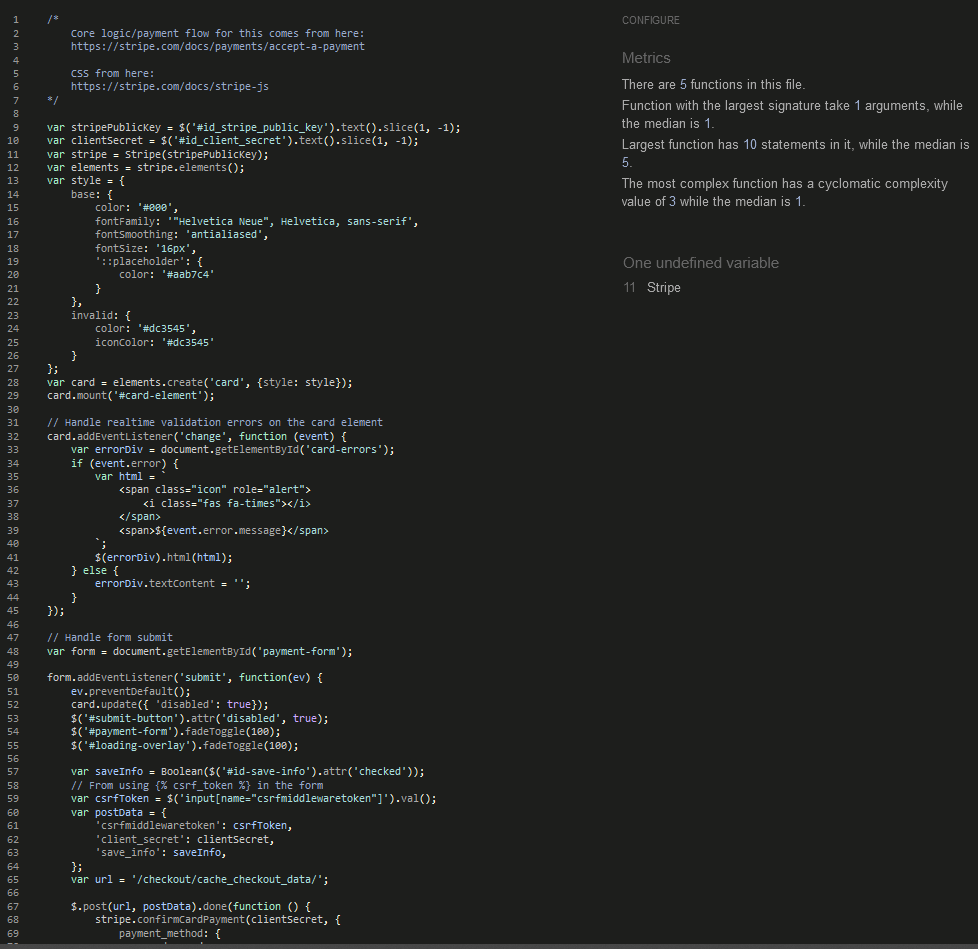 1 /*
2 Core logic/payment flow for this comes from here:
3 https://stripe.com/docs/payments/accept-a-payment
4
5 CSS from here:
6 https://stripe.com/docs/stripe-js
7 */
8
9 var stripePublicKey = $('#id_stripe_public_key').text().slice(1, -1);
10 var clientSecret = $('#id_client_secret').text().slice(1, -1);
11 var stripe = Stripe(stripePublicKey);
12 var elements = stripe.elements();
13 var style = {
14 base: {
15 color: '#000',
16 fontFamily: '"Helvetica Neue", Helvetica, sans-serif',
17 fontSmoothing: 'antialiased',
18 fontSize: '16px',
19 '::placeholder': {
20 color: '#aab7c4'
21 }
22 },
23 invalid: {
24 color: '#dc3545',
25 iconColor: '#dc3545'
26 }
27 };
28 var card = elements.create('card', {style: style});
29 card.mount('#card-element');
30
31 // Handle realtime validation errors on the card element
32 card.addEventListener('change', function (event) {
33 var errorDiv = document.getElementById('card-errors');
34 if (event.error) {
35 var html = `
36 <span class="icon" role="alert">
37 <i class="fas fa-times"></i>
38 </span>
39 <span>${event.error.message}</span>
40 `;
41 $(errorDiv).html(html);
42 } else {
43 errorDiv.textContent = '';
44 }
45 });
46
47 // Handle form submit
48 var form = document.getElementById('payment-form');
49
50 form.addEventListener('submit', function(ev) {
51 ev.preventDefault();
52 card.update({ 'disabled': true});
53 $('#submit-button').attr('disabled', true);
54 $('#payment-form').fadeToggle(100);
55 $('#loading-overlay').fadeToggle(100);
56
57 var saveInfo = Boolean($('#id-save-info').attr('checked'));
58 // From using {% csrf_token %} in the form
59 var csrfToken = $('input[name="csrfmiddlewaretoken"]').val();
60 var postData = {
61 'csrfmiddlewaretoken': csrfToken,
62 'client_secret': clientSecret,
63 'save_info': saveInfo,
64 };
65 var url = '/checkout/cache_checkout_data/';
66
67 $.post(url, postData).done(function () {
68 stripe.confirmCardPayment(clientSecret, {
69 payment_method: {
CONFIGURE
Metrics
There are 5 functions in this file.
Function with the largest signature take 1 arguments, while
the median is 1.
Largest function has 10 statements in it, while the median is
5.
The most complex function has a cyclomatic complexity
value of 3 while the median is 1.
One undefined variable
11 Stripe